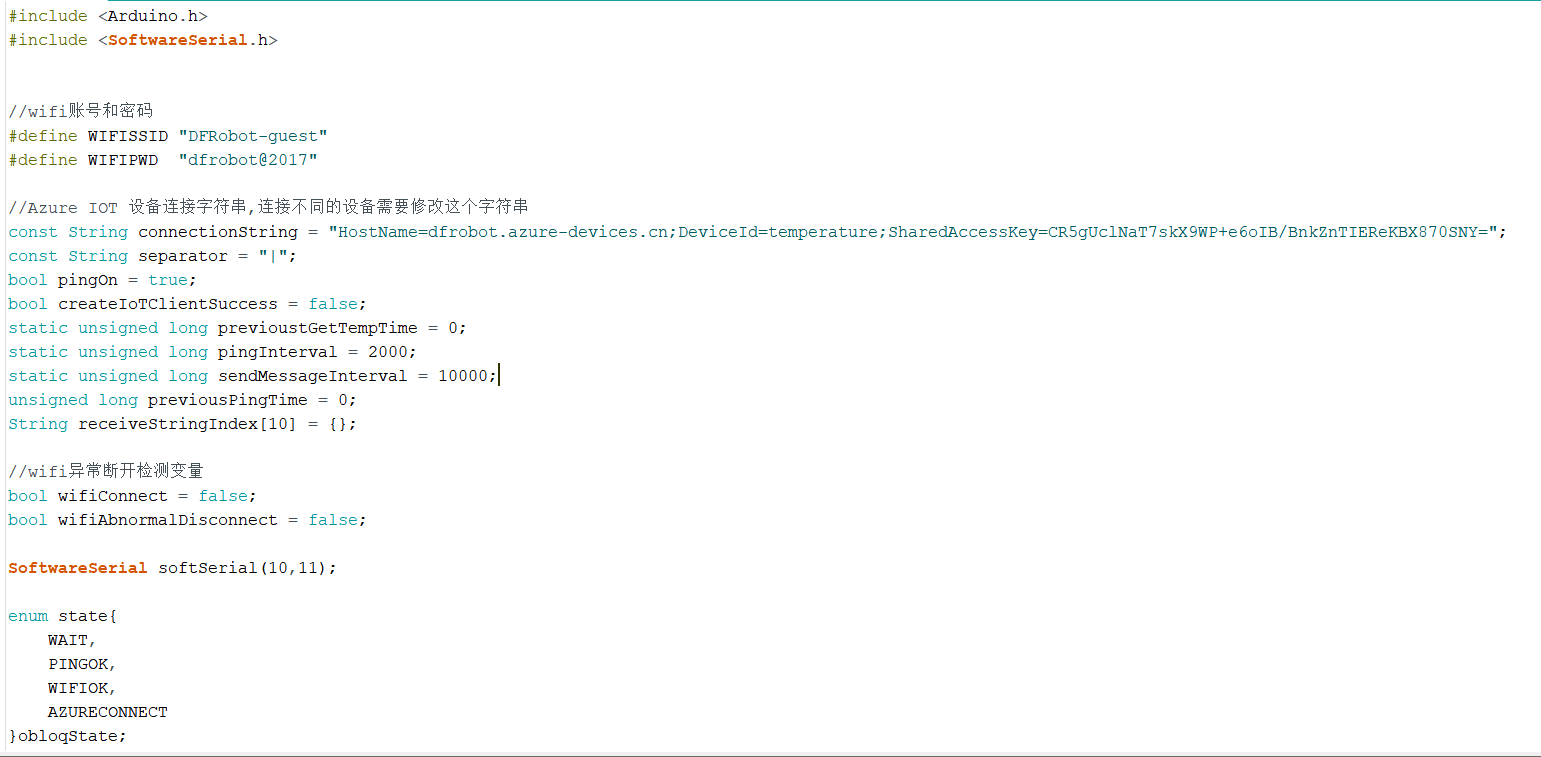 #include <Arduino.h>
#include <SoftwareSerial.h>
//wifi账号和密码
#define WIFISSID "DFRobot-guest"
#define WIFIPWD  "dfrobot@2017"
//Azure IOT 设备连接字符串,连接不同的设备需要修改这个字符串
const String connectionString = "HostName=dfrobot.azure-devices.cn;DeviceId=temperature;SharedAccessKey=CR5gUclNaT7skX9WP+e6oIB/BnkZnTIEReKBX870SNY=";
const String separator = "|";
bool pingOn = true;
bool createIoTClientSuccess = false;
static unsigned long previoustGetTempTime = 0;
static unsigned long pingInterval = 2000;
static unsigned long sendMessageInterval = 10000;
unsigned long previousPingTime = 0;
String receiveStringIndex[10] = {};
//wifi异常断开检测变量
bool wifiConnect = false;
bool wifiAbnormalDisconnect = false;
SoftwareSerial softSerial(10,11);
enum state{
    WAIT,
    PINGOK,
    WIFIOK,
    AZURECONNECT
}obloqState;